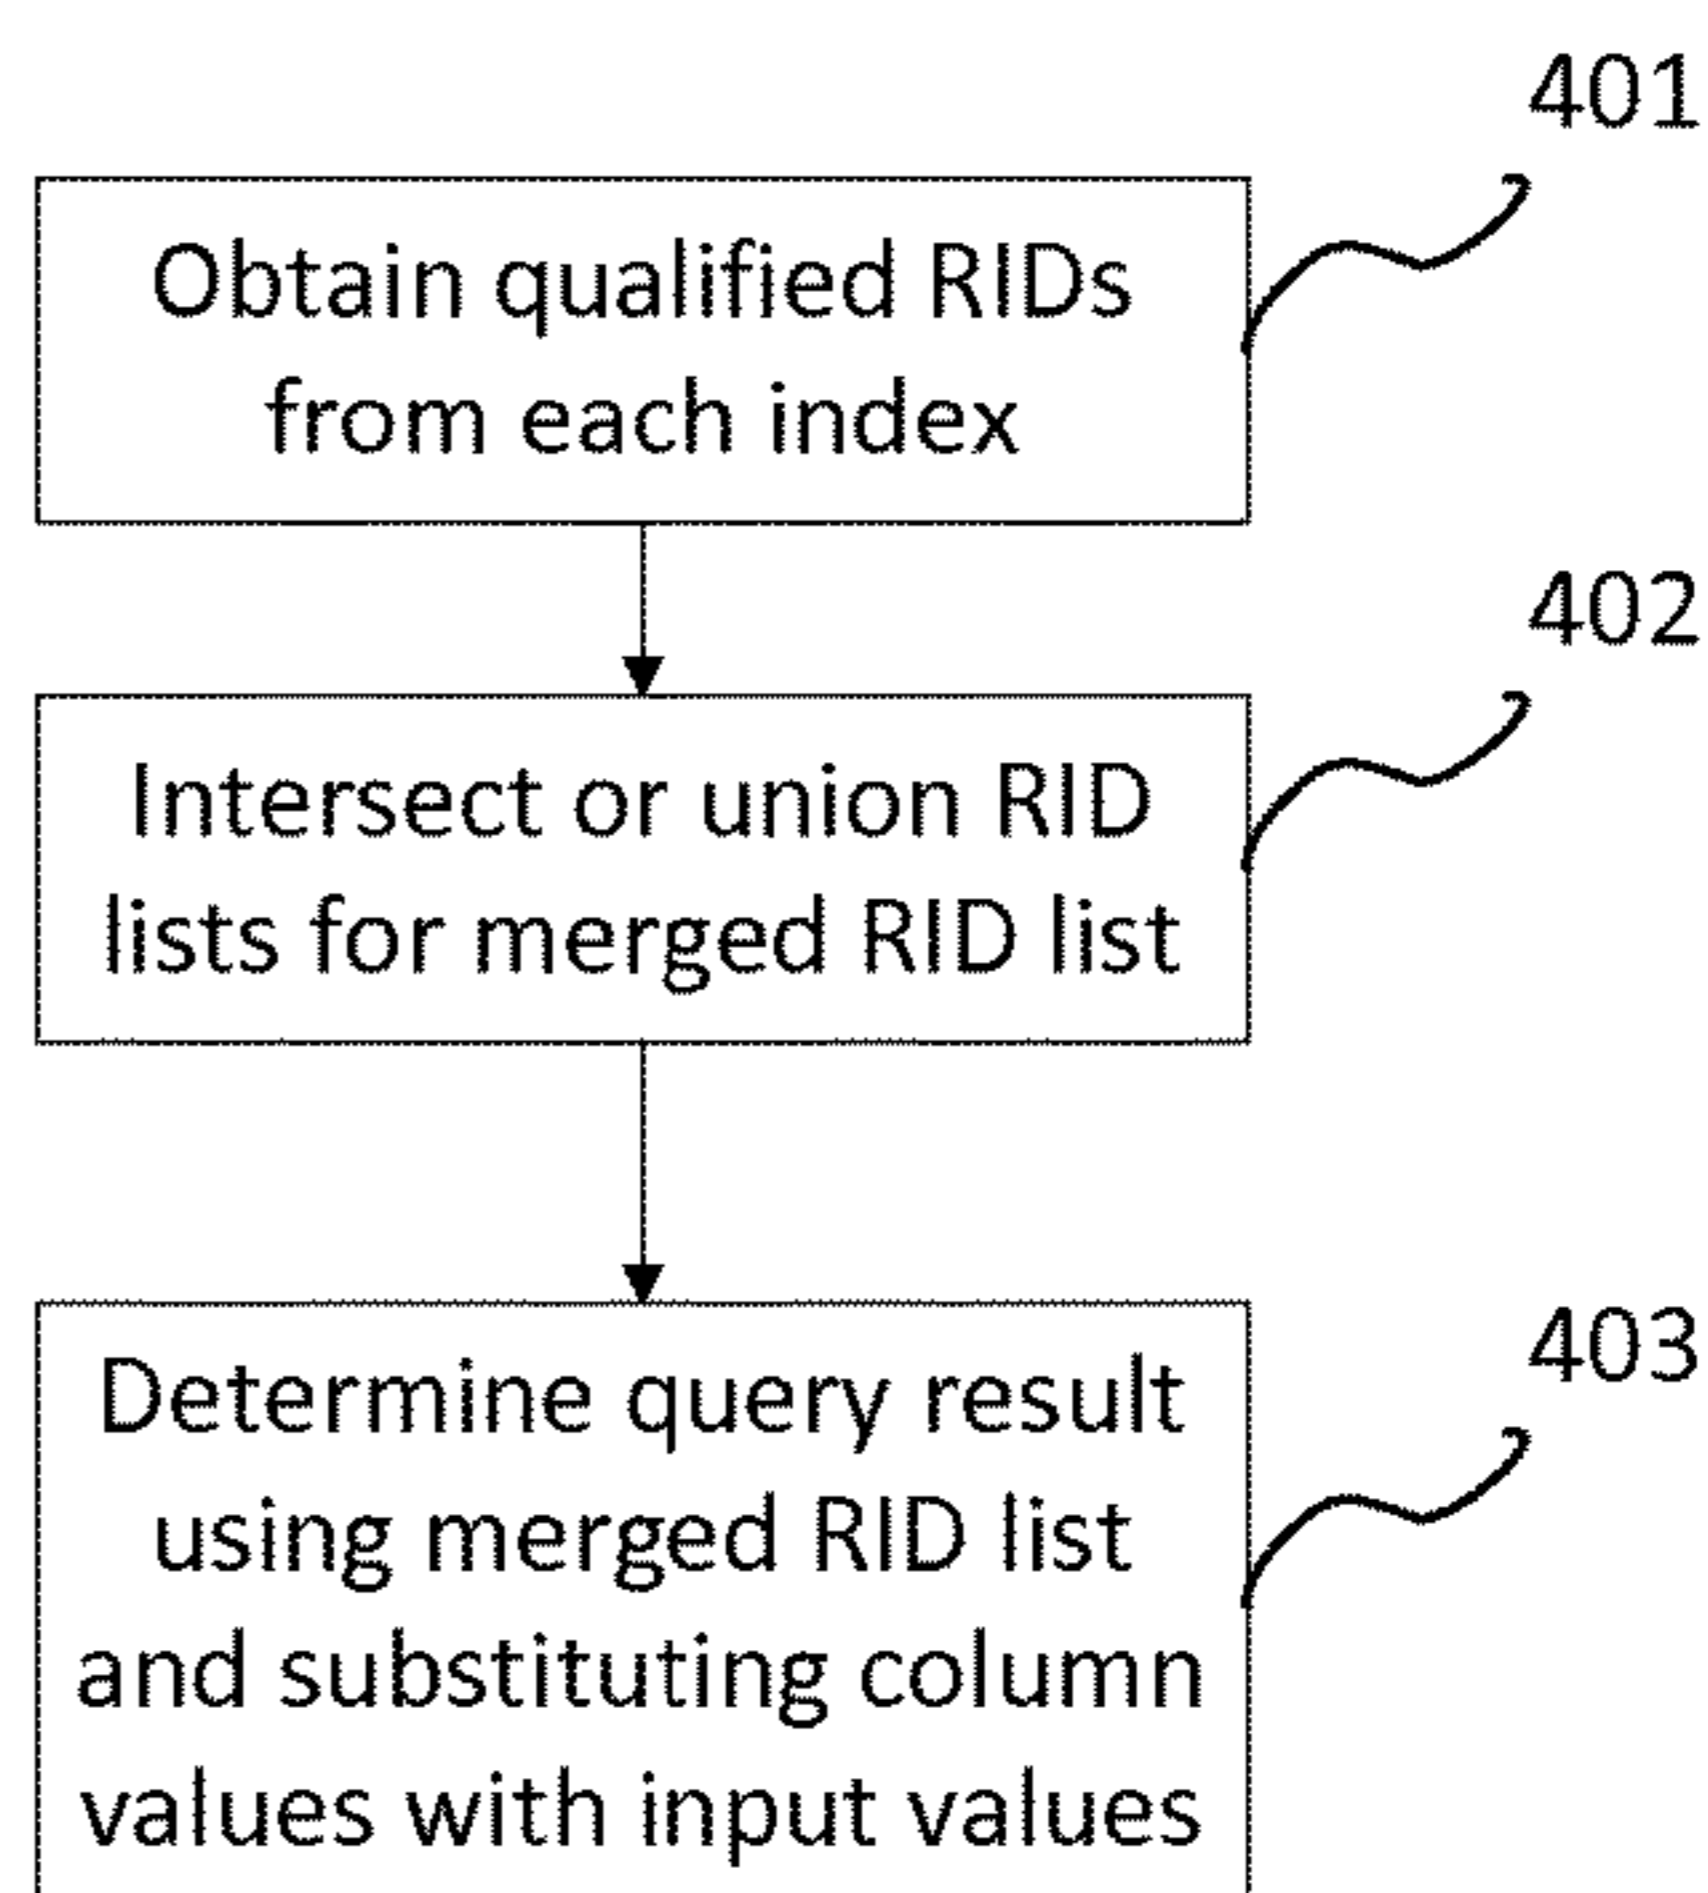 401
Obtain qualified RIDs
from each index
402
Intersect or union RID
lists for merged RID list
403
Determine query result
using merged RID list
and substituting column
values with input values